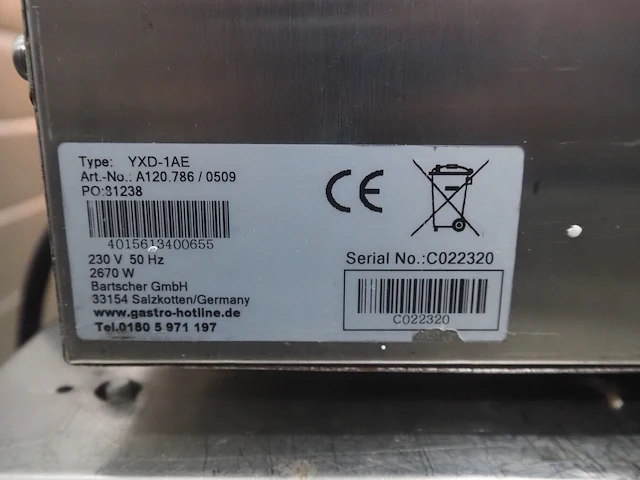 Type: YXD-1AE
Art.-No.: A120.786 / 0509
PO:31238
4015613400655
230 V 50 Hz
2670 W
Bartscher GmbH
33154 Salzkotten/Germany
www.gastro-hotline.de
Tel.0180 5 971 197
CE
Serial No.:C022320
C022320